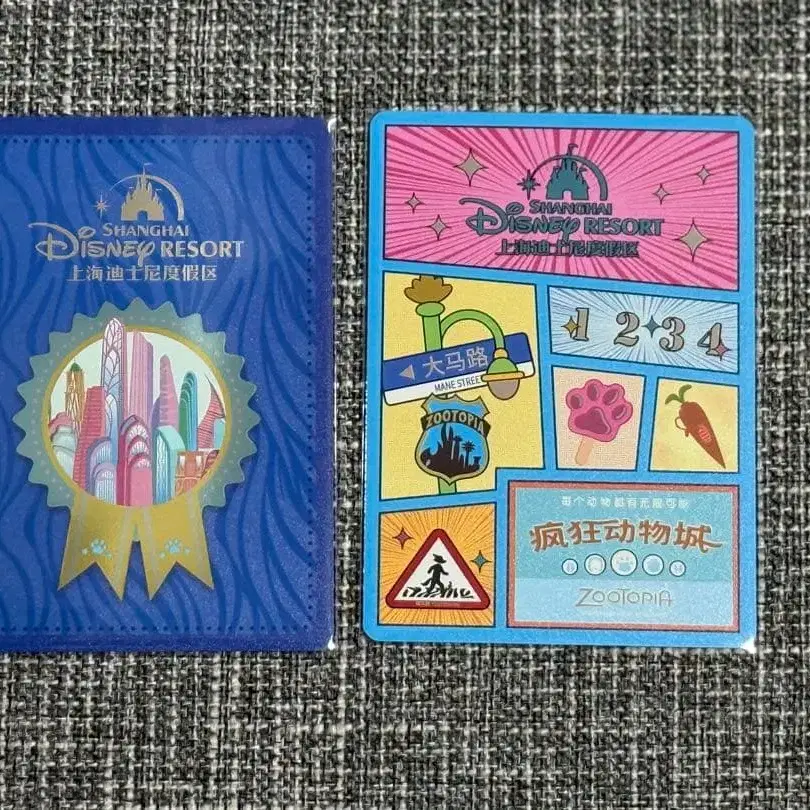 SHANGHAI
DISNEY RESORT
上海迪士尼度假区
SHANGHAI
DISNEY RESORT
上海迪士尼度假区
1 2 3 4
大马路
MANE STREET
ZOOTOPIA
每个动物都有无限可能
疯狂动物城
ZOOTOPIA